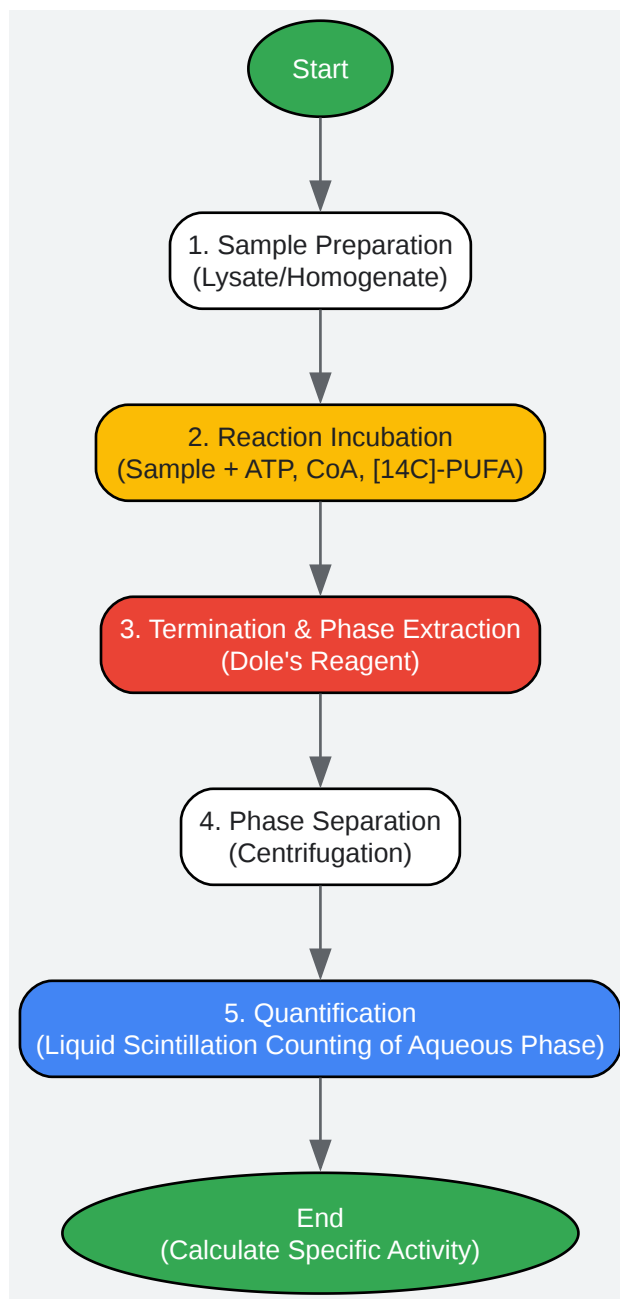 Start
1. Sample Preparation
(Lysate/Homogenate)
2. Reaction Incubation
(Sample + ATP, CoA, [14C]-PUFA)
3. Termination & Phase Extraction
(Dole's Reagent)
4. Phase Separation
(Centrifugation)
5. Quantification
(Liquid Scintillation Counting of Aqueous Phase)
End
(Calculate Specific Activity)